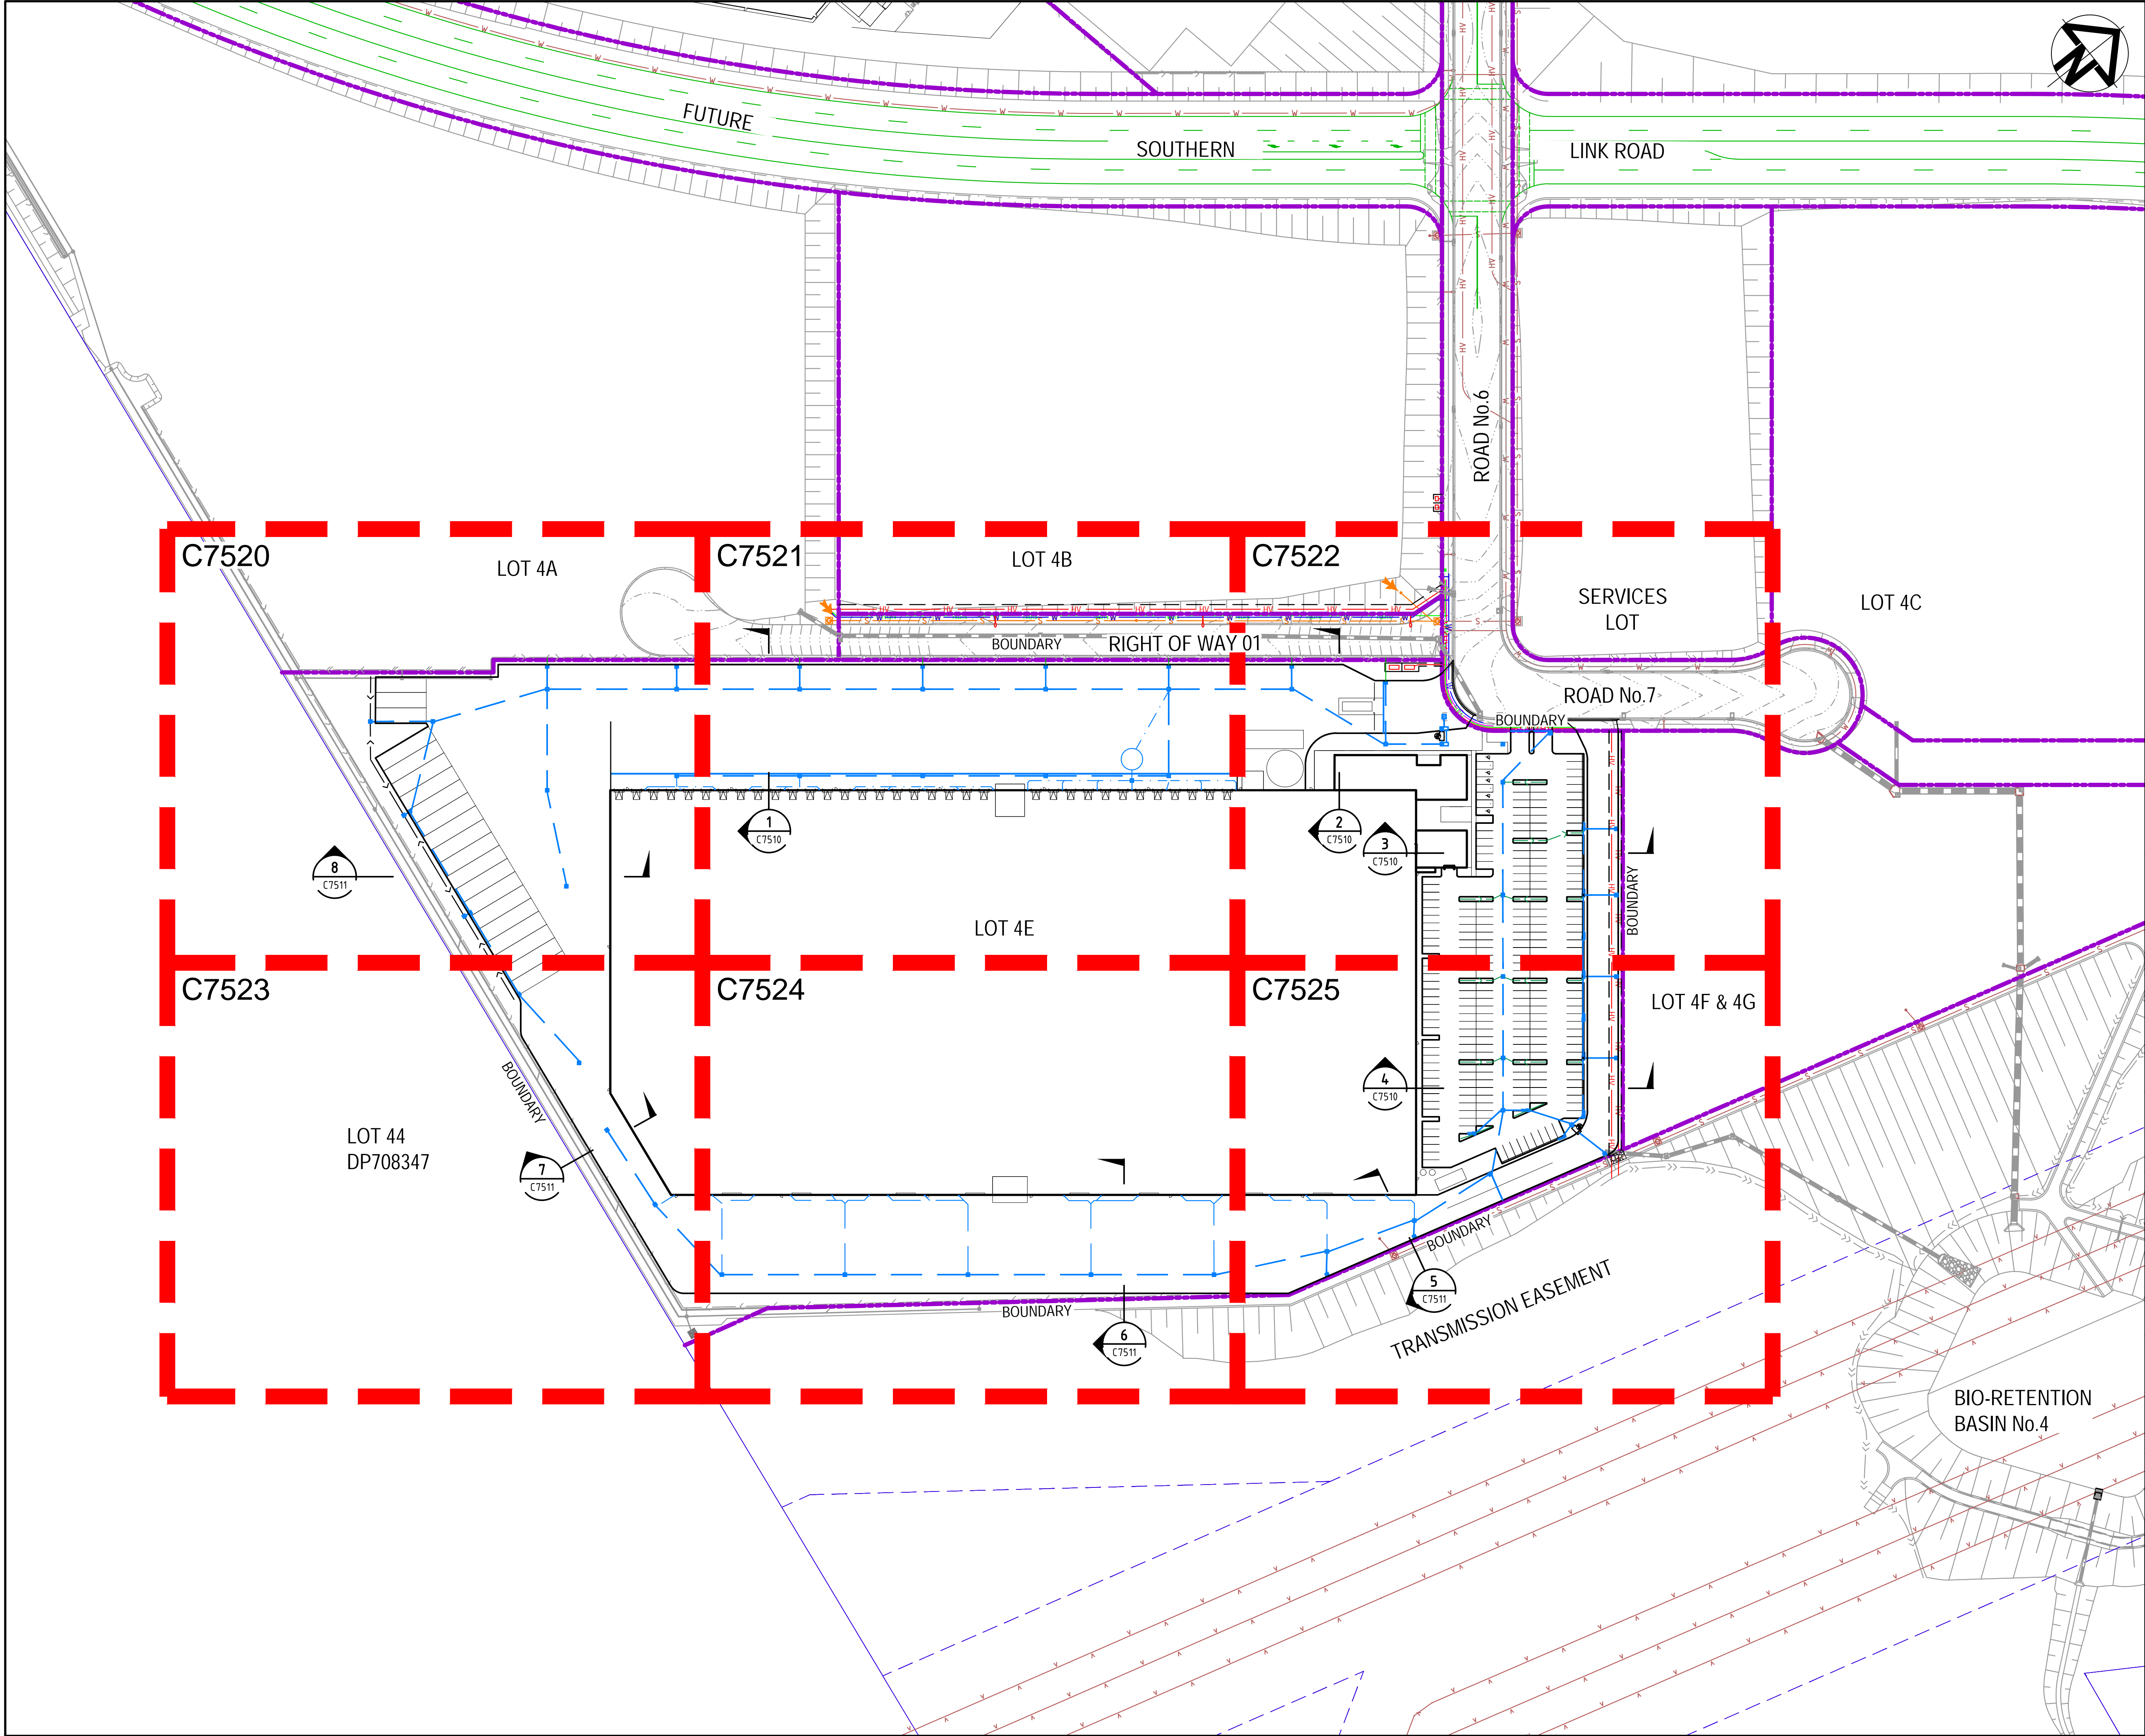 N
FUTURE
SOUTHERN
LINK ROAD
ROAD No.6
C7520
C7521
C7522
LOT 4A
LOT 4B
SERVICES
LOT
LOT 4C
BOUNDARY
RIGHT OF WAY 01
ROAD No.7
BOUNDARY
1
C7510
2
C7510
3
C7510
8
C7511
BOUNDARY
LOT 4E
C7523
C7524
C7525
LOT 4F & 4G
BOUNDARY
4
C7510
LOT 44
DP708347
7
C7511
BOUNDARY
5
C7511
BOUNDARY
6
C7511
TRANSMISSION EASEMENT
BIO-RETENTION
BASIN No.4